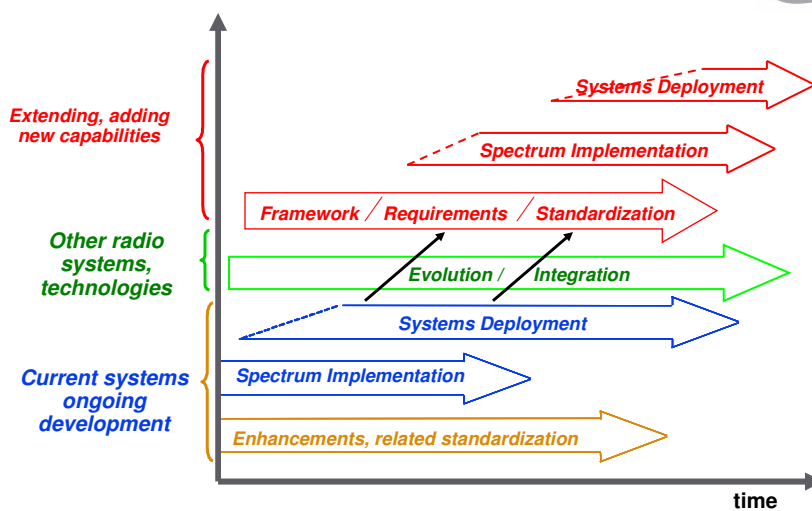 Systems Deployment
Extending, adding
new capabilities
Spectrum Implementation
Framework / Requirements / Standardization
Other radio
systems,
technologies
Evolution / Integration
Systems Deployment
Current systems
ongoing
development
Spectrum Implementation
Enhancements, related standardization
time